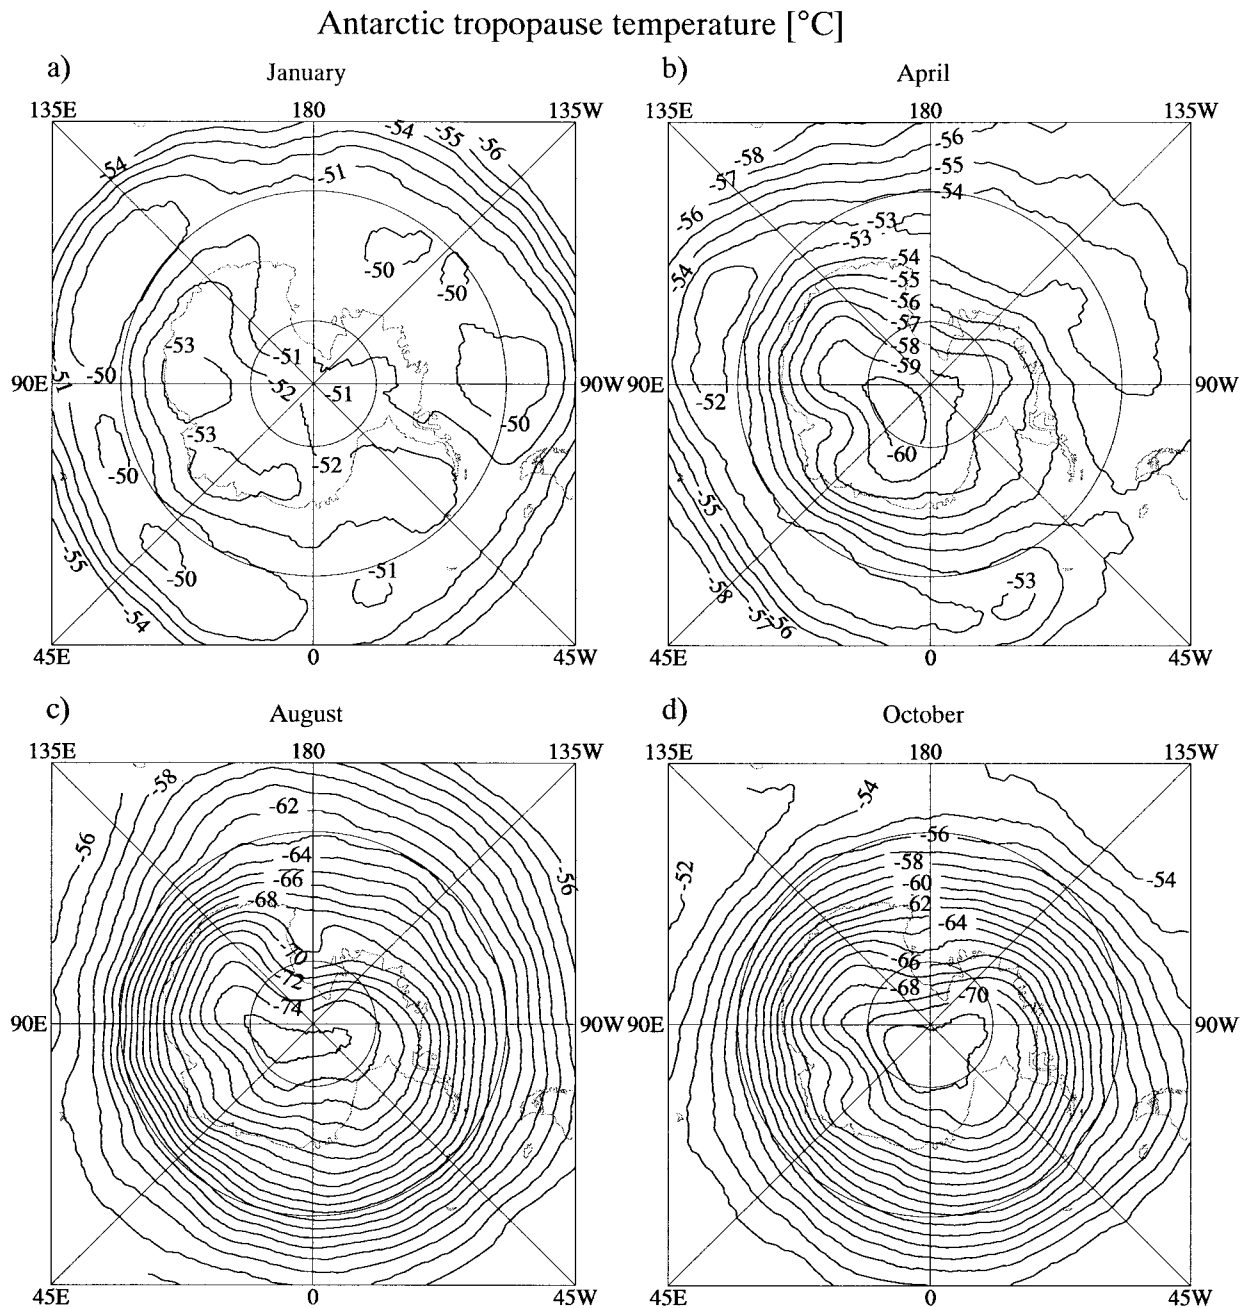 Antarctic tropopause temperature [°C]
a)
January
135E 180 135W
-54 -54 -55 -56
-51
-50
-50
-53
-51
90E -51 -50 -52 -51 90W
-50
-53
-52
-50
-55
-50
-51
-54
45E 0 45W
b)
April
135E 180 135W
-56
-58
-57
-55
-54
-56
-53
-53
-54
-54
-55
-56
-57
-58
-59
90E -52 90W
-60
-55
-53
-58
-57
-56
45E 0 45W
c)
August
135E 180 135W
-58
-62
-56
-64
-66
-56
-68
-70
-72
-74
90E 90W
45E 0 45W
d)
October
135E 180 135W
-54
-56
-52
-58
-54
-60
-62
-64
-66
-68
-70
90E 90W
45E 0 45W